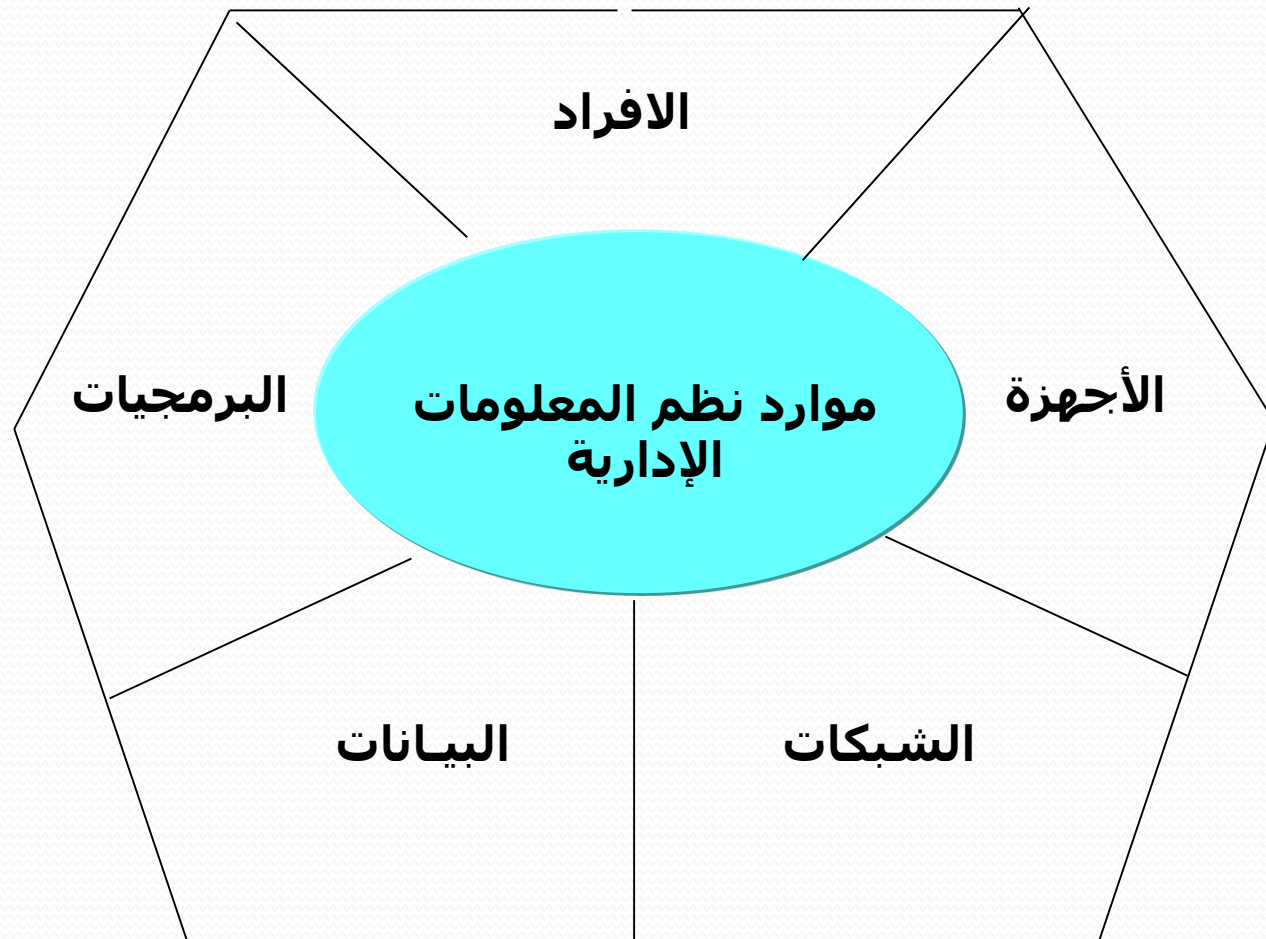 الافراد
الأجهزة
موارد نظم المعلومات
الإدارية
البرمجيات
الشبكات
البيـانات